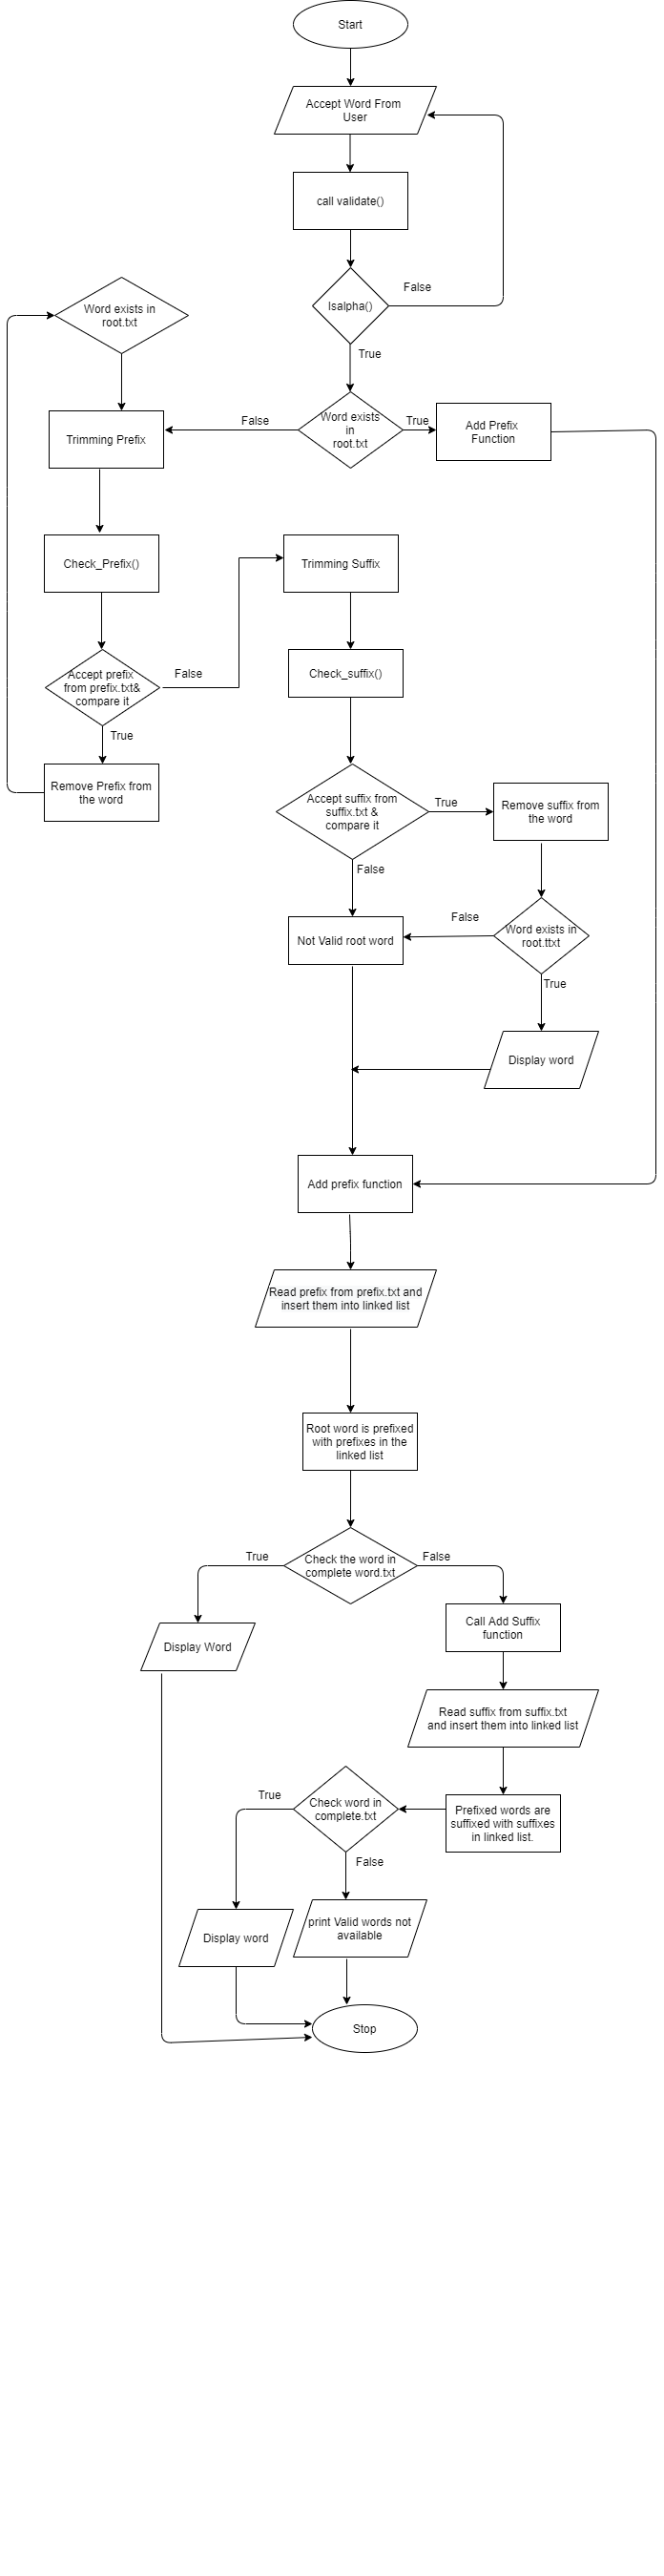 Start
Accept Word From
User
call validate()
Isalpha()
False
True
Word exists in
root.txt
Trimming Prefix
False
Word exists
in
root.txt
True
Add Prefix
Function
Check_Prefix()
Trimming Suffix
Accept prefix
from prefix.txt&
compare it
False
True
Remove Prefix from
the word
Check_suffix()
Accept suffix from
suffix.txt &
compare it
True
False
Remove suffix from
the word
Not Valid root word
False
Word exists in
root.ttxt
True
Display word
Add prefix function
Read prefix from prefix.txt and
insert them into linked list
Root word is prefixed
with prefixes in the
linked list
True
Check the word in
complete word.txt
False
Display Word
Call Add Suffix
function
Read suffix from suffix.txt
and insert them into linked list
True
Check word in
complete.txt
Prefixed words are
suffixed with suffixes
in linked list.
False
Display word
print Valid words not
available
Stop